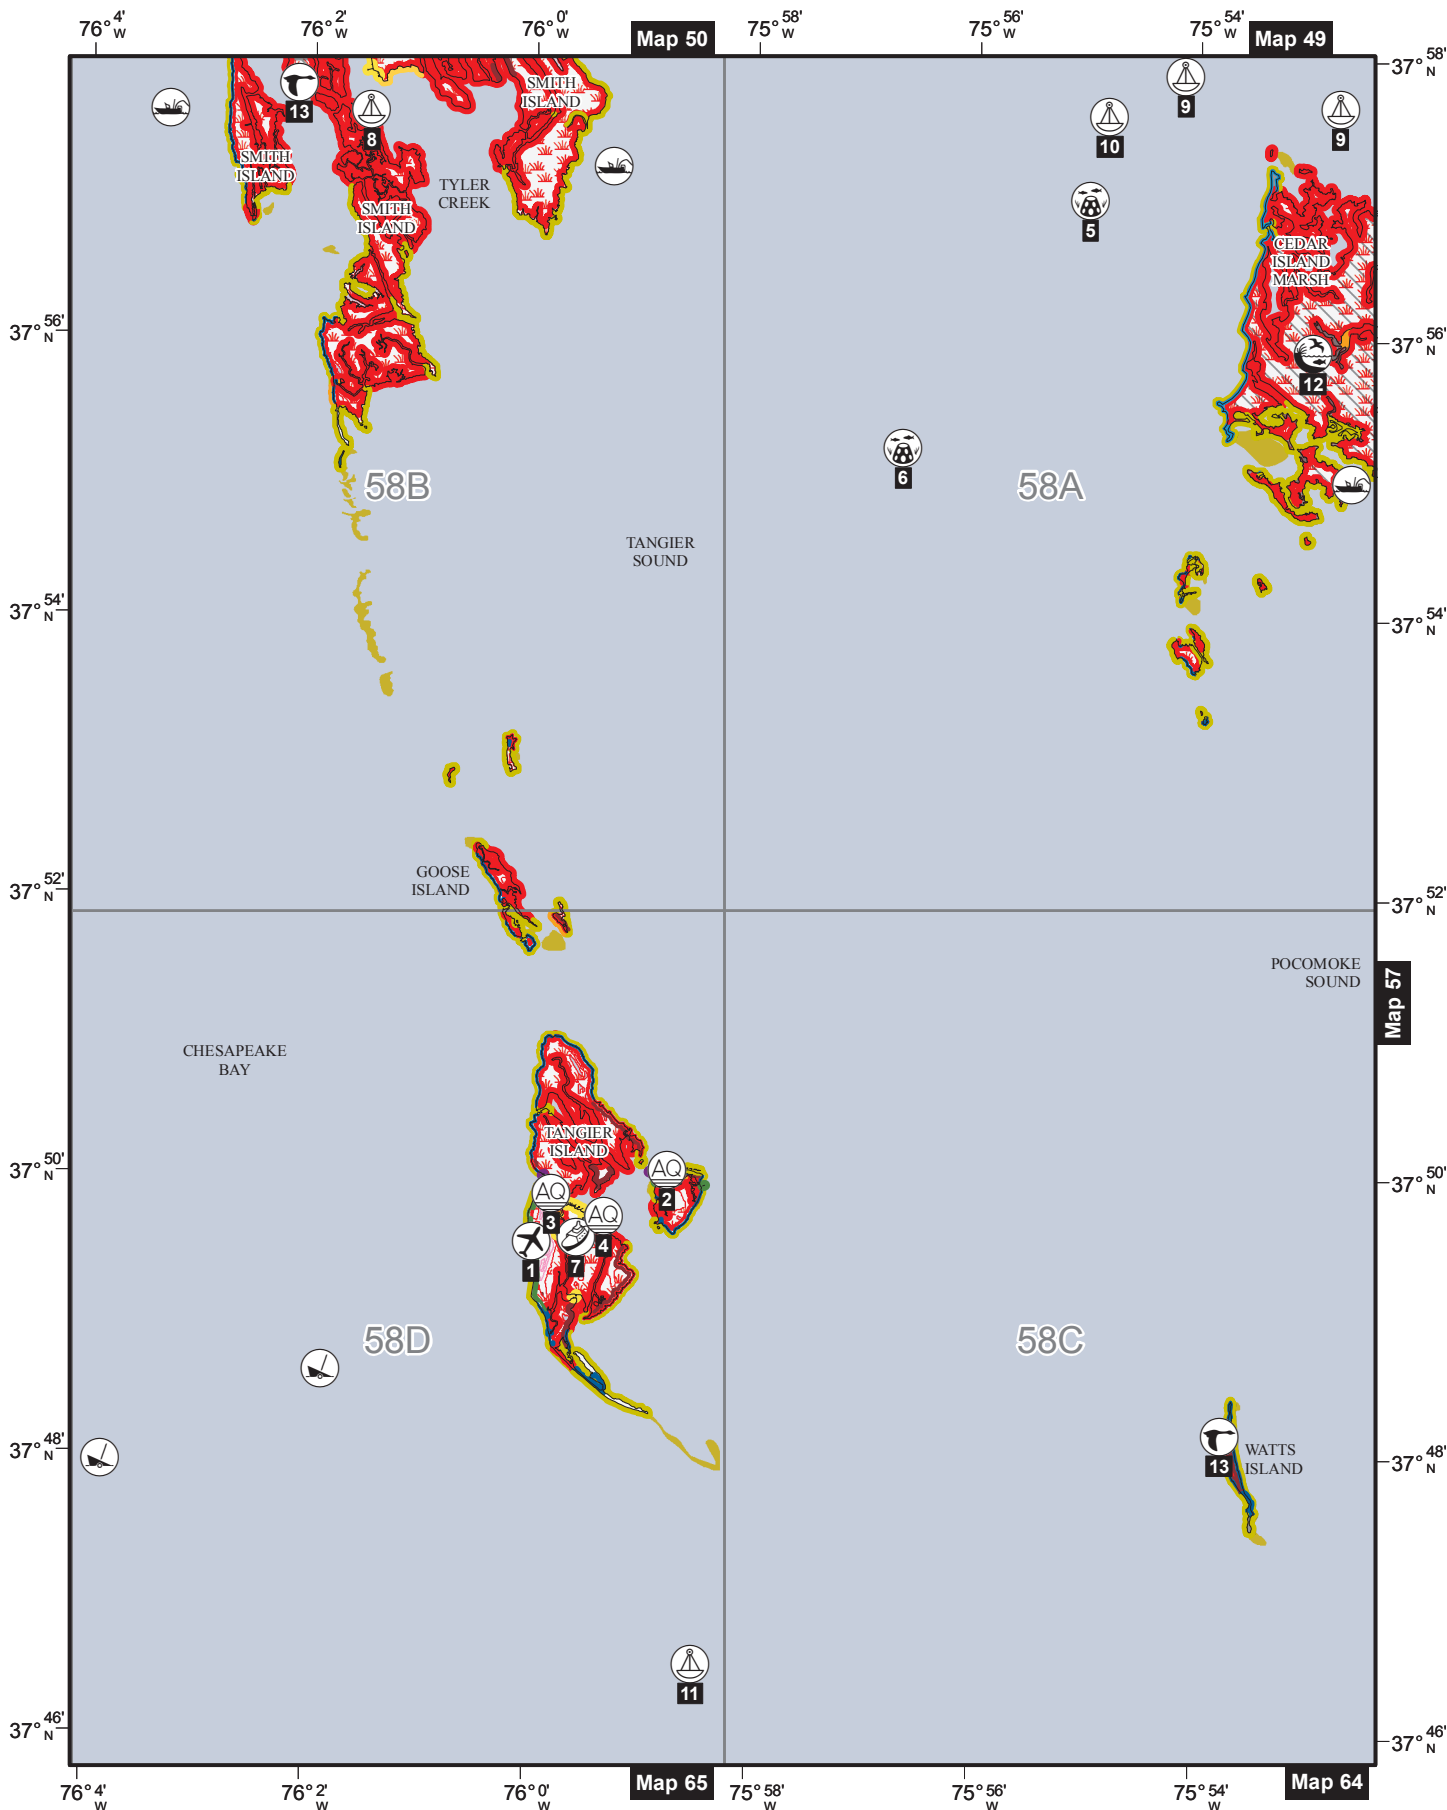 76° 4' W
76° 2' W
76° 0' W
Map 50
75° 58' W
75° 56' W
75° 54' W
Map 49
37° 58' N
13
8
SMITH
ISLAND
SMITH
ISLAND
SMITH
ISLAND
TYLER
CREEK
10
9
9
5
CEDAR
ISLAND
MARSH
12
37° 56' N
37° 56' N
6
58B
58A
TANGIER
SOUND
37° 54' N
37° 54' N
GOOSE
ISLAND
37° 52' N
37° 52' N
POCOMOKE
SOUND
Map 57
CHESAPEAKE
BAY
TANGIER
ISLAND
37° 50' N
37° 50' N
AQ
2
AQ
3
AQ
4
1
7
58D
58C
37° 48' N
37° 48' N
13
WATTS
ISLAND
11
37° 46' N
37° 46' N
76° 4' W
76° 2' W
76° 0' W
Map 65
75° 58' W
75° 56' W
75° 54' W
Map 64